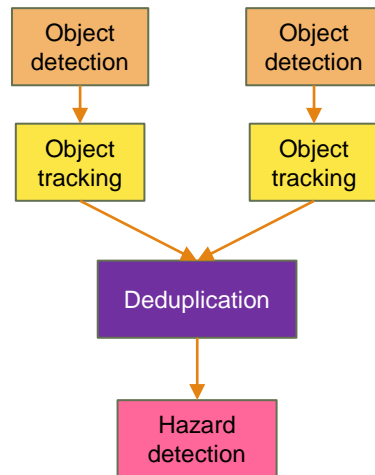 Object
detection
Object
detection
Object
tracking
Object
tracking
Deduplication
Hazard
detection